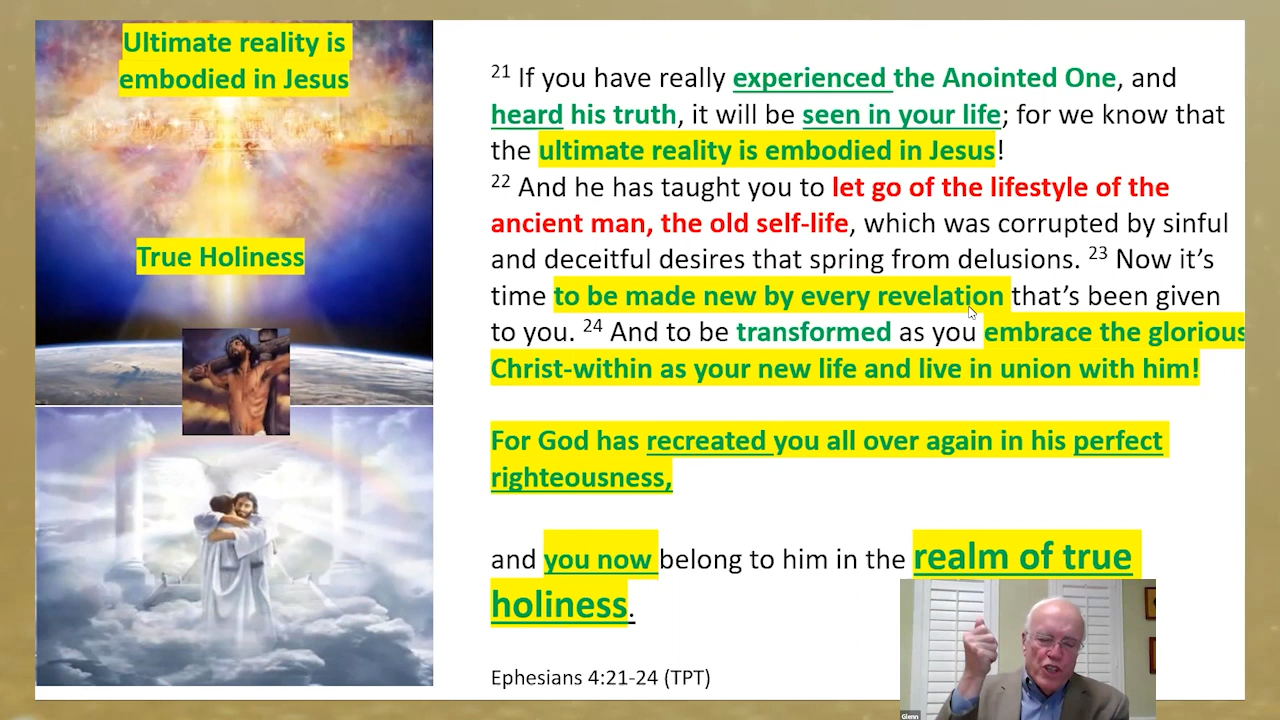 Ultimate reality is
embodied in Jesus
True Holiness
21 If you have really experienced the Anointed One, and
heard his truth, it will be seen in your life; for we know that
the ultimate reality is embodied in Jesus!
22 And he has taught you to let go of the lifestyle of the
ancient man, the old self-life, which was corrupted by sinful
and deceitful desires that spring from delusions. 23 Now it’s
time to be made new by every revelation that’s been given
to you. 24 And to be transformed as you embrace the glorious
Christ-within as your new life and live in union with him!
For God has recreated you all over again in his perfect
righteousness,
and you now belong to him in the realm of true
holiness.
Ephesians 4:21-24 (TPT)
Glenn